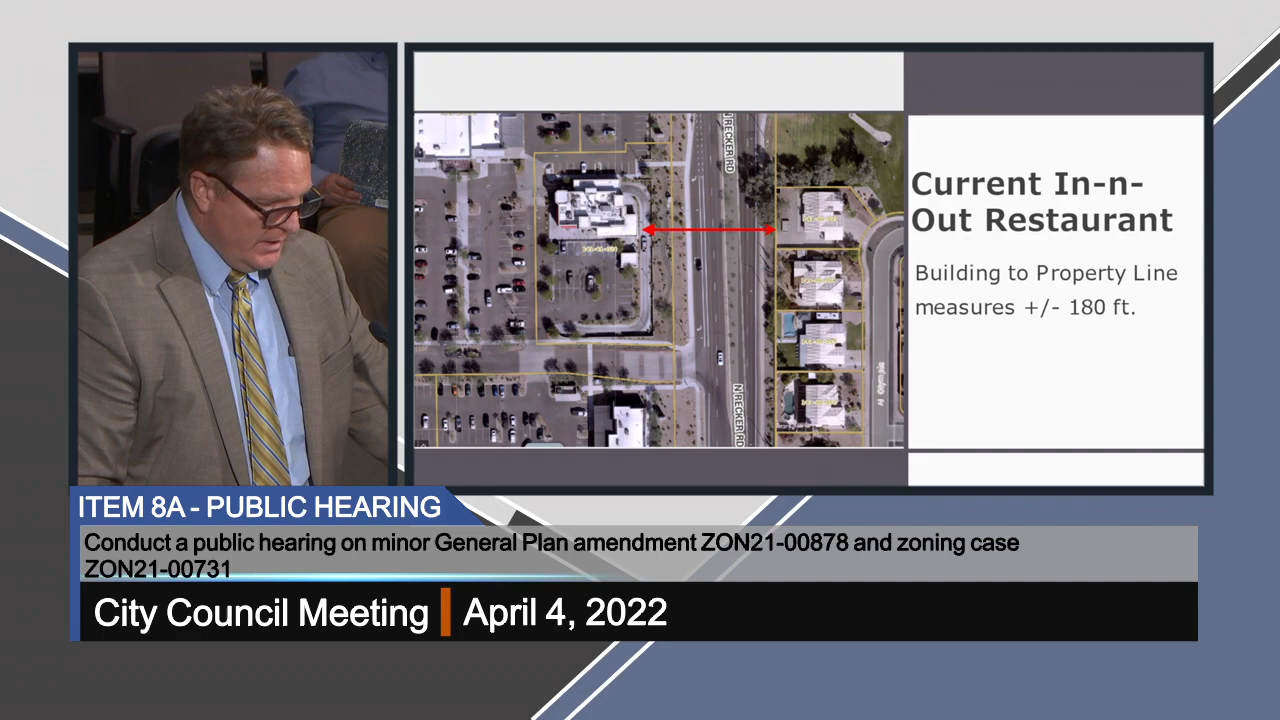 N RECKER RD
Current In-n-
Out Restaurant
Building to Property Line
measures +/- 180 ft.
N RECKER RD
ITEM 8A - PUBLIC HEARING
Conduct a public hearing on minor General Plan amendment ZON21-00878 and zoning case
ZON21-00731
City Council Meeting
April 4, 2022